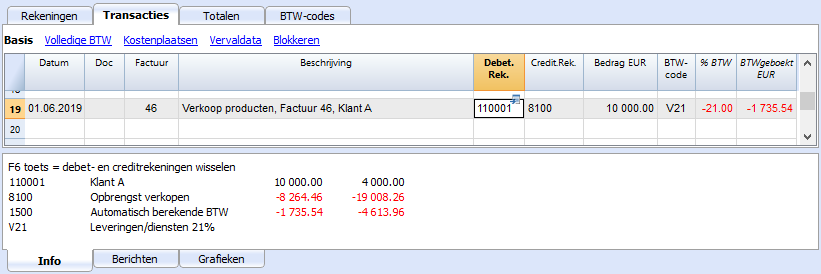 Rekeningen Transacties Totalen BTW-codes
Basis Volledige BTW Kostenplaatsen Vervaldata Blokkeren
Datum Doc Factuur Beschrijving Debet. Rek. Credit.Rek. Bedrag EUR BTW-code % BTW BTWgeboekt EUR
19 01.06.2019 46 Verkoop producten, Factuur 46, Klant A 110001 8100 10 000.00 V21 -21.00 -1 735.54
20
F6 toets = debet- en creditrekeningen wisselen
110001 Klant A 10 000.00 4 000.00
8100 Opbrengst verkopen -8 264.46 -19 008.26
1500 Automatisch berekende BTW -1 735.54 -4 613.96
V21 Leveringen/diensten 21%
Info Berichten Grafieken